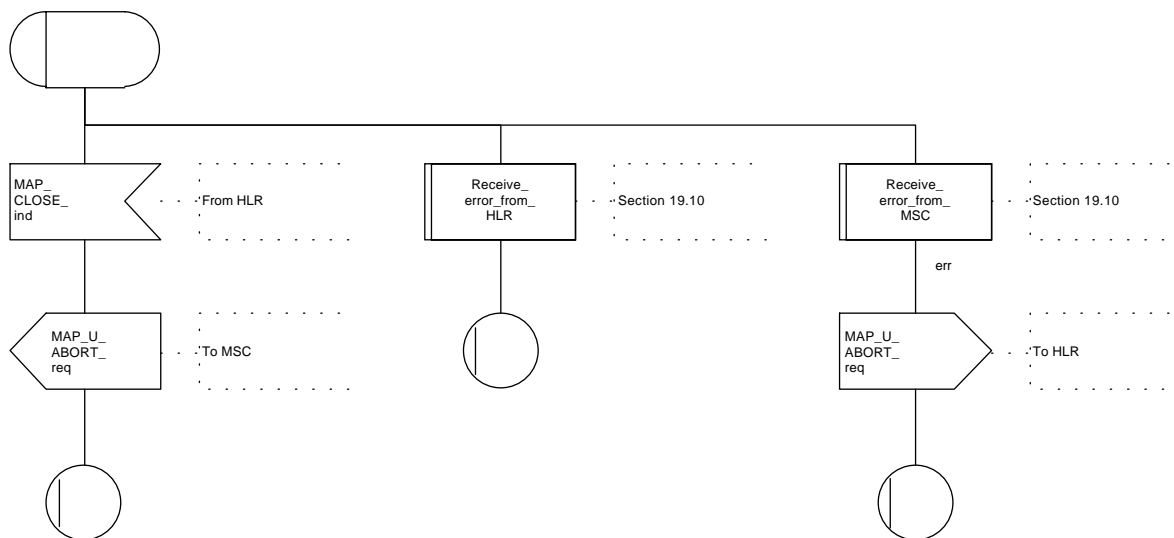 MAP_
CLOSE_
ind
From HLR
Receive_
error_from_
HLR
Section 19.10
Receive_
error_from_
MSC
Section 19.10
err
MAP_U_
ABORT_
req
To MSC
MAP_U_
ABORT_
req
To HLR